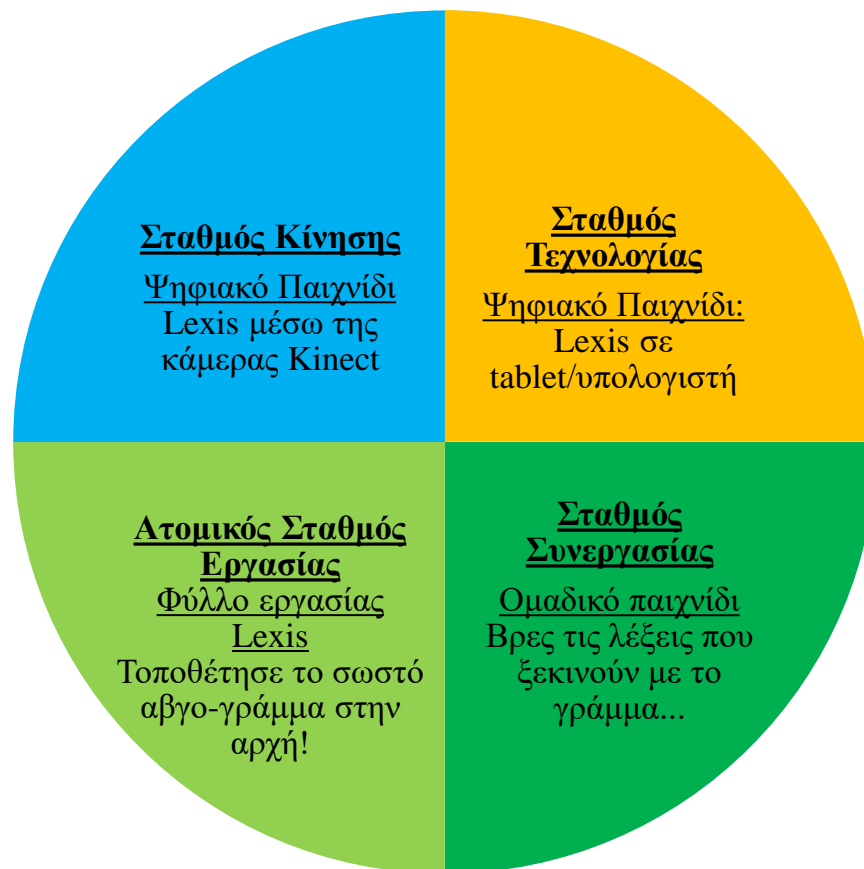 Σταθμός Κίνησης
Ψηφιακό Παιχνίδι
Lexis μέσω της
κάμερας Kinect
Σταθμός
Τεχνολογίας
Ψηφιακό Παιχνίδι:
Lexis σε
tablet/υπολογιστή
Ατομικός Σταθμός
Εργασίας
Φύλλο εργασίας
Lexis
Τοποθέτησε το σωστό
αβγο-γράμμα στην
αρχή!
Σταθμός
Συνεργασίας
Ομαδικό παιχνίδι
Βρες τις λέξεις που
ξεκινούν με το
γράμμα...